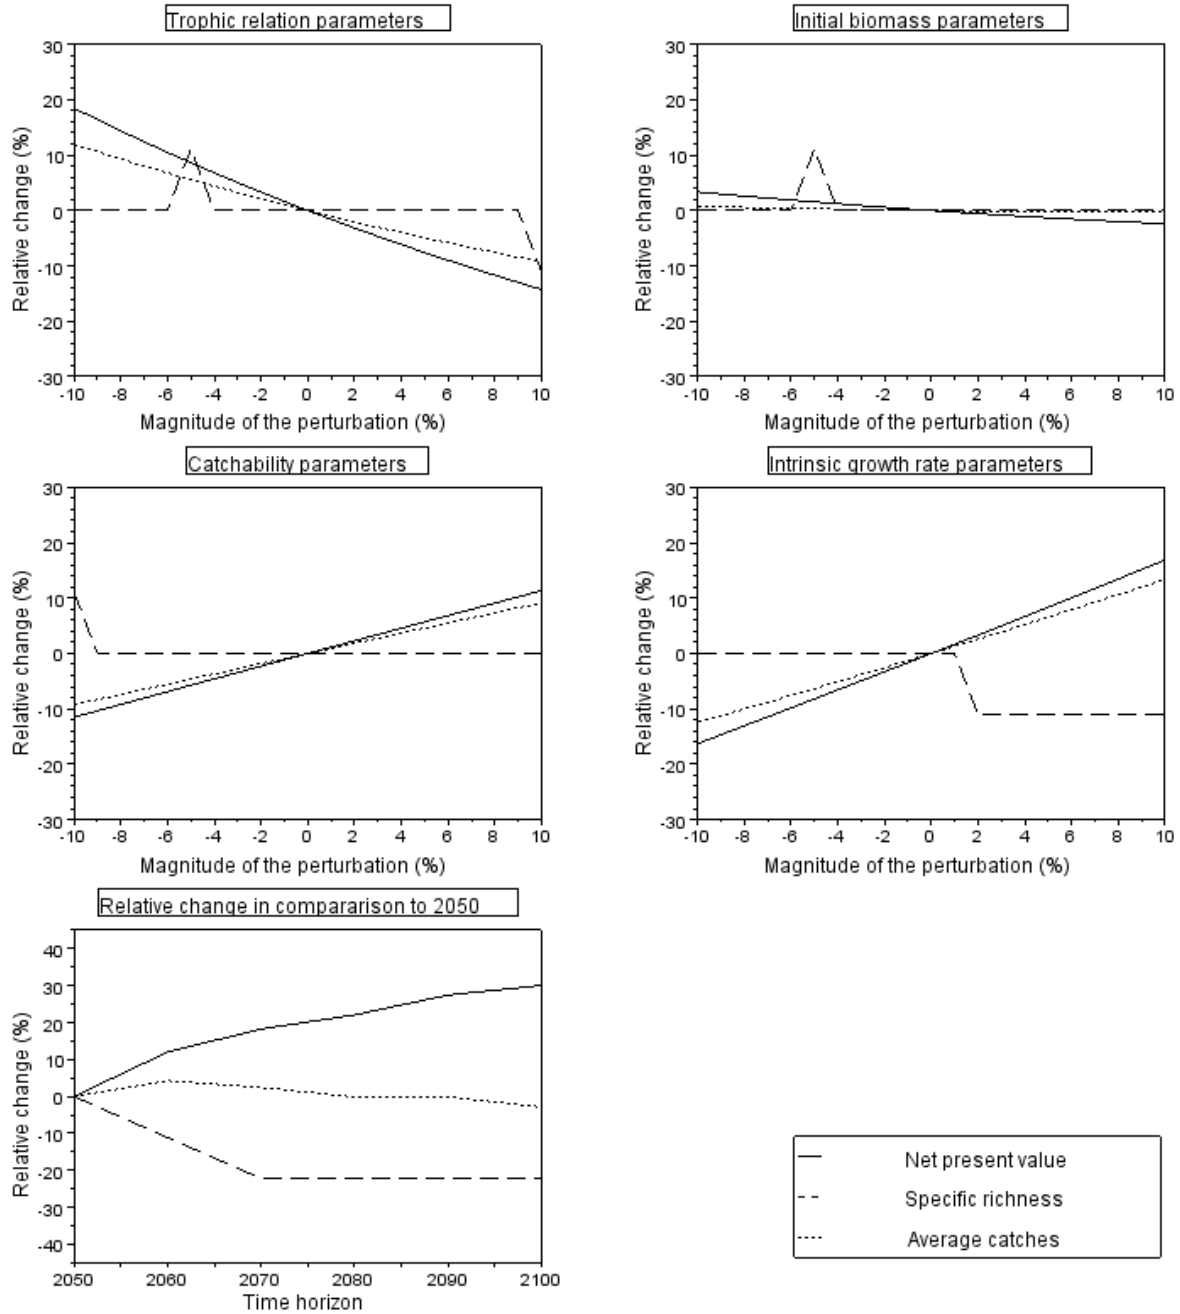 Trophic relation parameters
30
20
10
0
-10
-20
-30
Relative change (%)
-10 -8 -6 -4 -2 0 2 4 6 8 10
Magnitude of the perturbation (%)
Initial biomass parameters
30
20
10
0
-10
-20
-30
Relative change (%)
-10 -8 -6 -4 -2 0 2 4 6 8 10
Magnitude of the perturbation (%)
Catchability parameters
30
20
10
0
-10
-20
-30
Relative change (%)
-10 -8 -6 -4 -2 0 2 4 6 8 10
Magnitude of the perturbation (%)
Intrinsic growth rate parameters
30
20
10
0
-10
-20
-30
Relative change (%)
-10 -8 -6 -4 -2 0 2 4 6 8 10
Magnitude of the perturbation (%)
Relative change in compararison to 2050
40
30
20
10
0
-10
-20
-30
-40
Relative change (%)
2050 2060 2070 2080 2090 2100
Time horizon
Net present value
Specific richness
Average catches